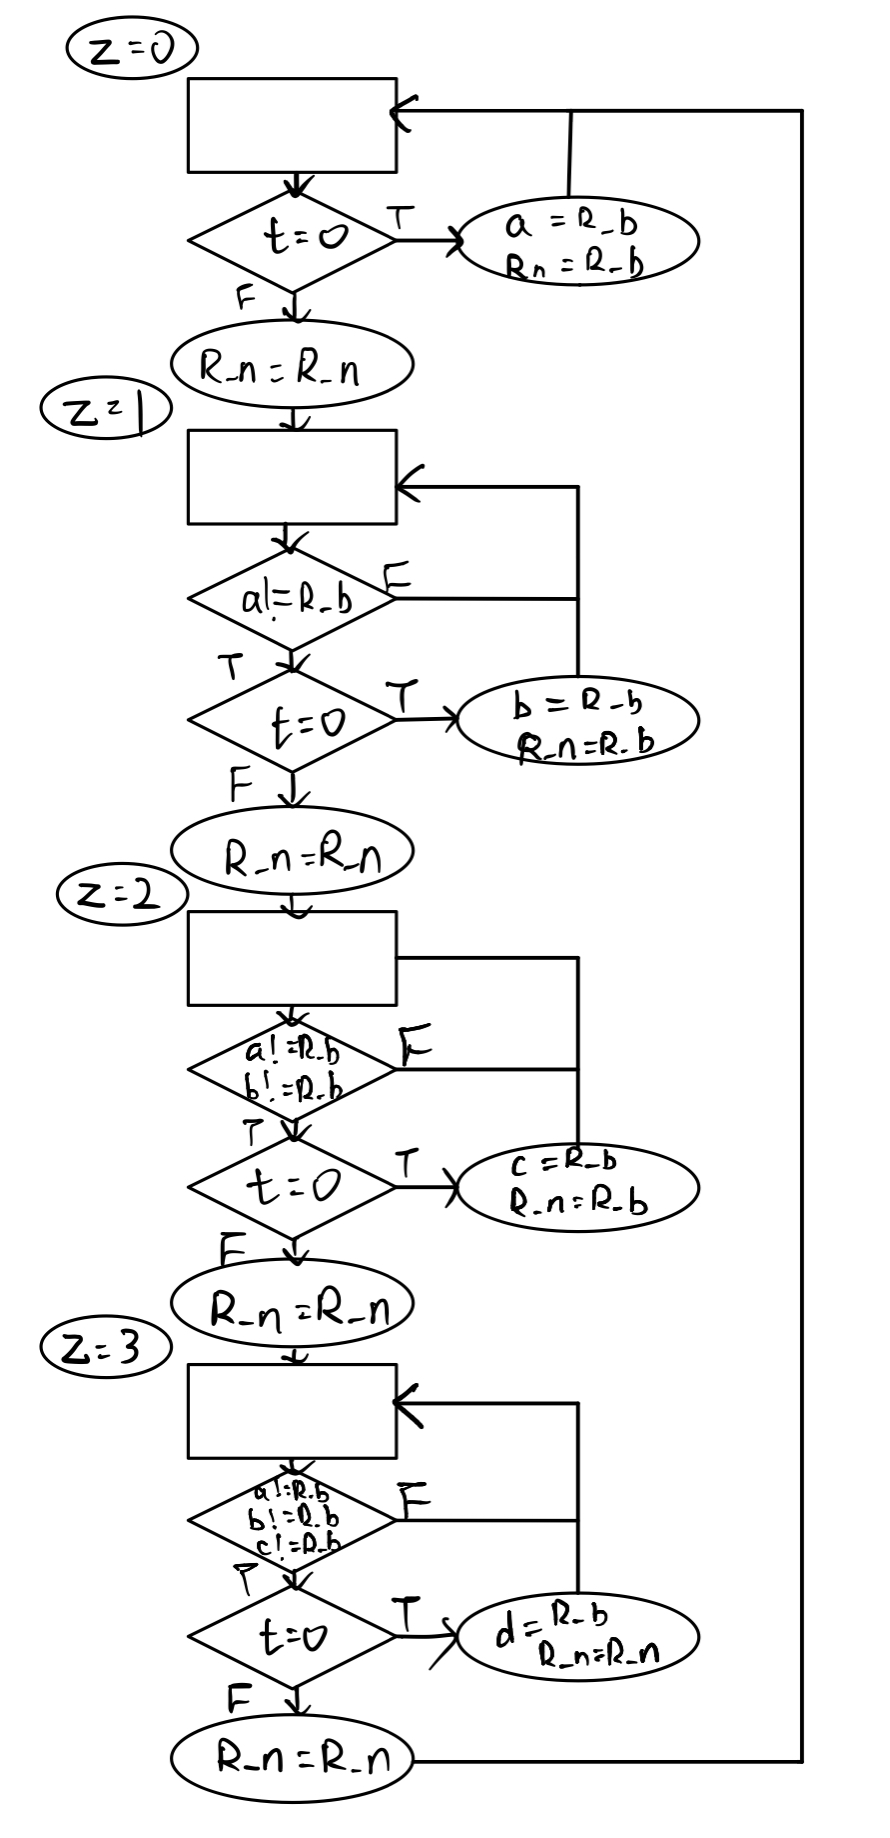 z=0
t=0
T
a = R_b
Rn = R_b
F
R_n = R_n
z=1
a!=R_b
F
T
t=0
T
b = R_b
R_n=R_b
F
R_n=R_n
z=2
a!=R_b
b!=R_b
F
T
t=0
T
c=R_b
R_n=R_b
F
R_n=R_n
z=3
a!=R_b
b!=R_b
c!=R_b
F
T
t=0
T
d=R_b
R_n=R_n
F
R_n=R_n